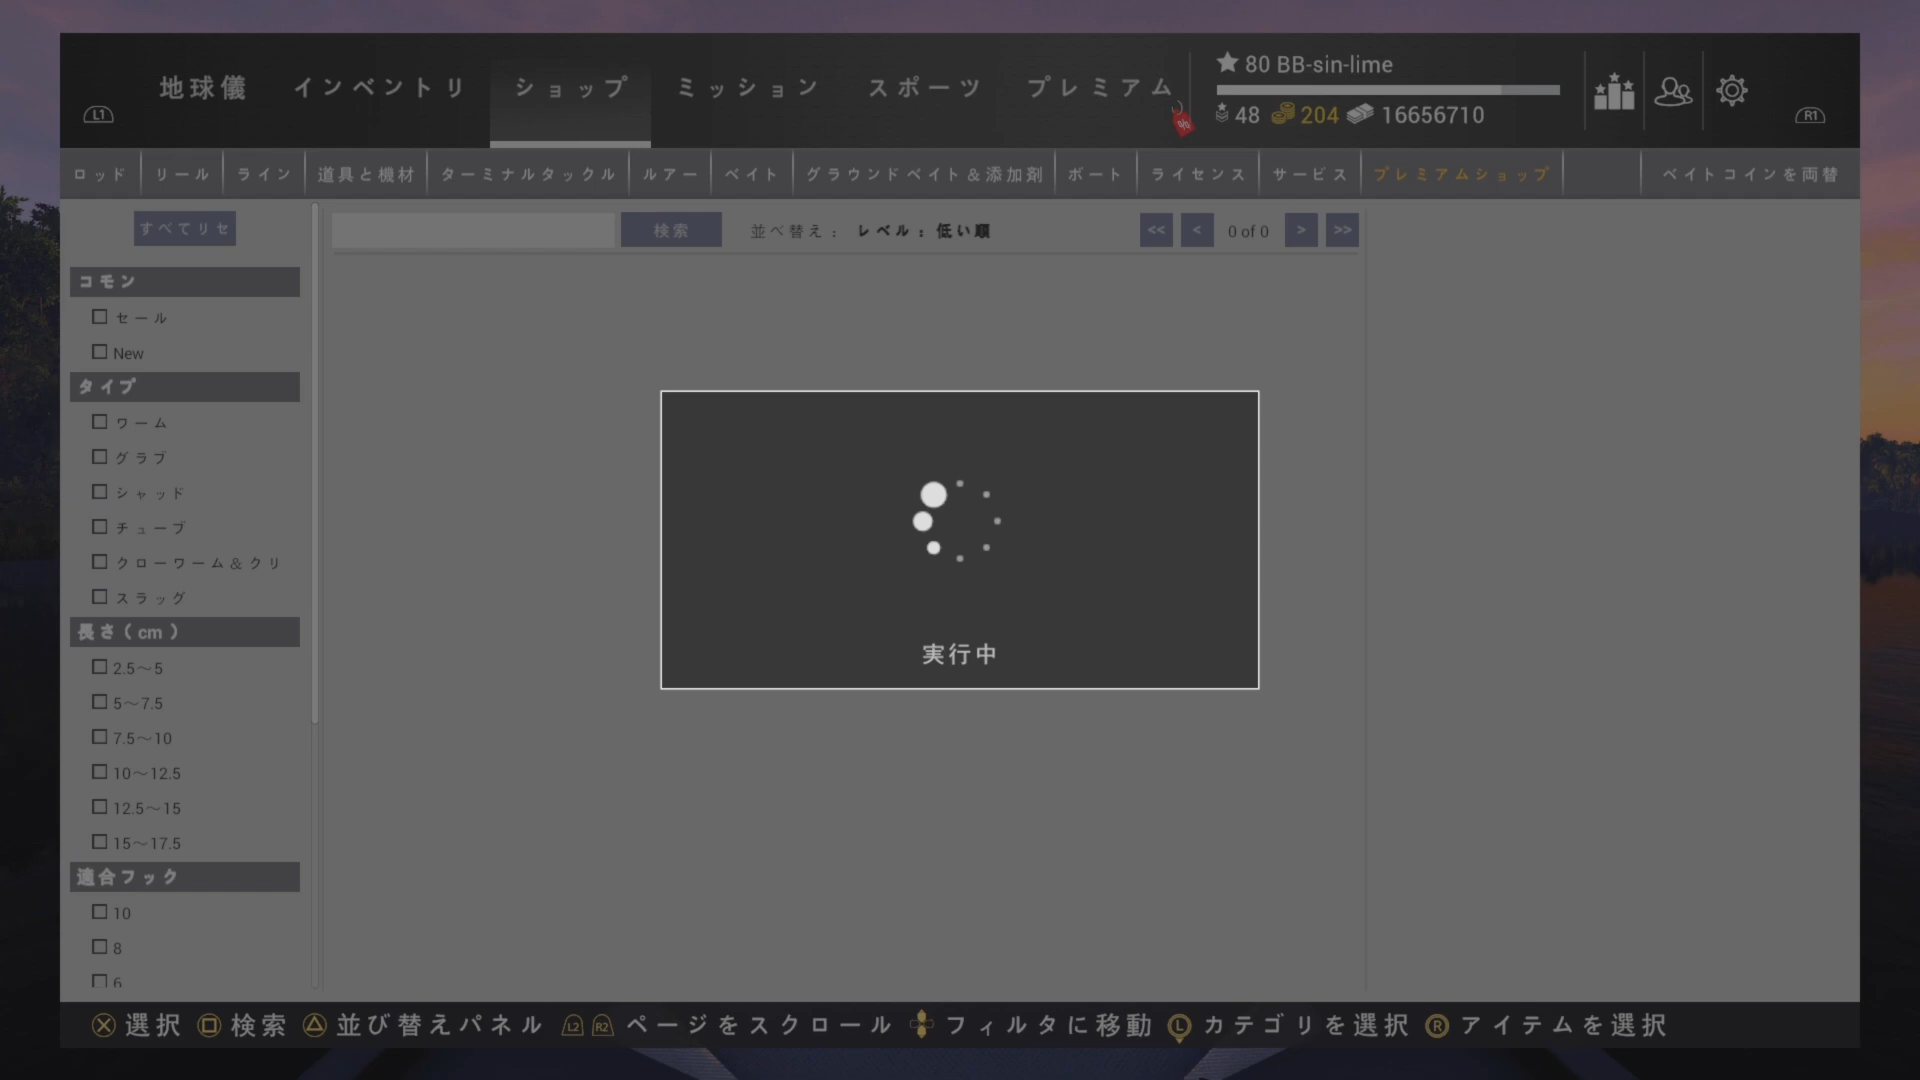 L1
地球儀
インベントリ
ショップ
ミッション
スポーツ
プレミアム
%
80 BB-sin-lime
48 204 16656710
R1
ロッド
リール
ライン
道具と機材
ターミナルタックル
ルアー
ベイト
グラウンドベイト&添加剤
ボート
ライセンス
サービス
プレミアムショップ
ベイトコインを両替
すべてリセ
検索
並べ替え:
レベル:低い順
<<
<
0 of 0
>
>>
コモン
セール
New
タイプ
ワーム
グラブ
シャッド
チューブ
クローワーム&クリ
スラッグ
長さ(cm)
2.5～5
5～7.5
7.5～10
10～12.5
12.5～15
15～17.5
適合フック
10
8
6
実行中
選択
検索
並び替えパネル
L2 R2 ページをスクロール
フィルタに移動
L カテゴリを選択
R アイテムを選択